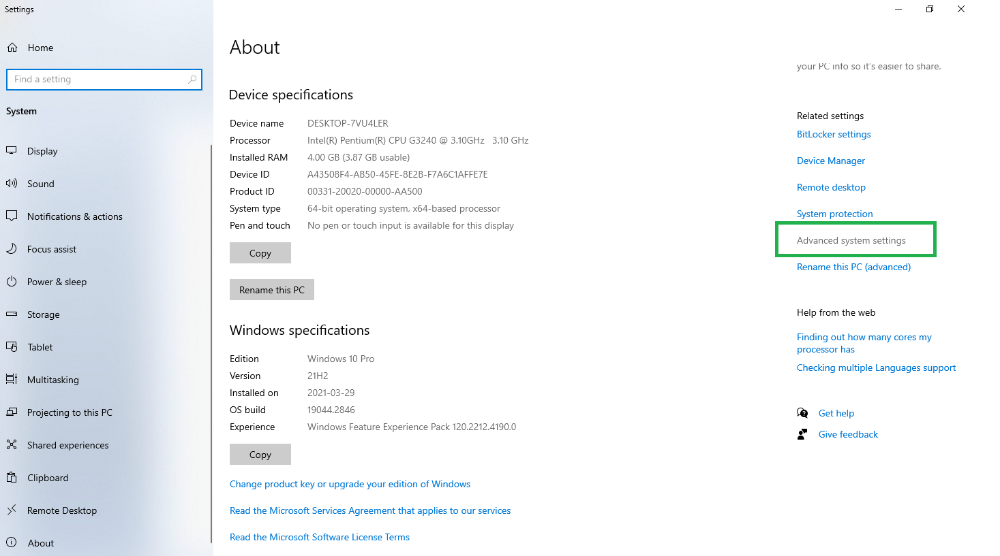 Settings
Home
Find a setting
System
Display
Sound
Notifications & actions
Focus assist
Power & sleep
Storage
Tablet
Multitasking
Projecting to this PC
Shared experiences
Clipboard
Remote Desktop
About
About
Device specifications
Device name DESKTOP-7VU4LER
Processor Intel(R) Pentium(R) CPU G3240 @ 3.10GHz 3.10 GHz
Installed RAM 4.00 GB (3.87 GB usable)
Device ID A43508F4-AB50-45FE-8E2B-F7A6C1AFFE7E
Product ID 00331-20020-00000-AA500
System type 64-bit operating system, x64-based processor
Pen and touch No pen or touch input is available for this display
Copy
Rename this PC
Windows specifications
Edition Windows 10 Pro
Version 21H2
Installed on 2021-03-29
OS build 19044.2846
Experience Windows Feature Experience Pack 120.2212.4190.0
Copy
Change product key or upgrade your edition of Windows
Read the Microsoft Services Agreement that applies to our services
Read the Microsoft Software License Terms
your PC info so it's easier to share.
Related settings
BitLocker settings
Device Manager
Remote desktop
System protection
Advanced system settings
Rename this PC (advanced)
Help from the web
Finding out how many cores my
processor has
Checking multiple Languages support
Get help
Give feedback